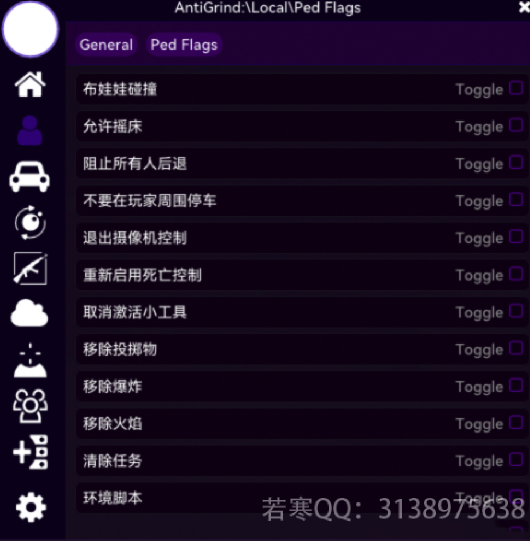 AntiGrind:\Local\Ped Flags
General Ped Flags
布娃娃碰撞 Toggle
允许摇床 Toggle
阻止所有人后退 Toggle
不要在玩家周围停车 Toggle
退出摄像机控制 Toggle
重新启用死亡控制 Toggle
取消激活小工具 Toggle
移除投掷物 Toggle
移除爆炸 Toggle
移除火焰 Toggle
清除任务 Toggle
环境脚本 Toggle
若寒QQ：3138975638